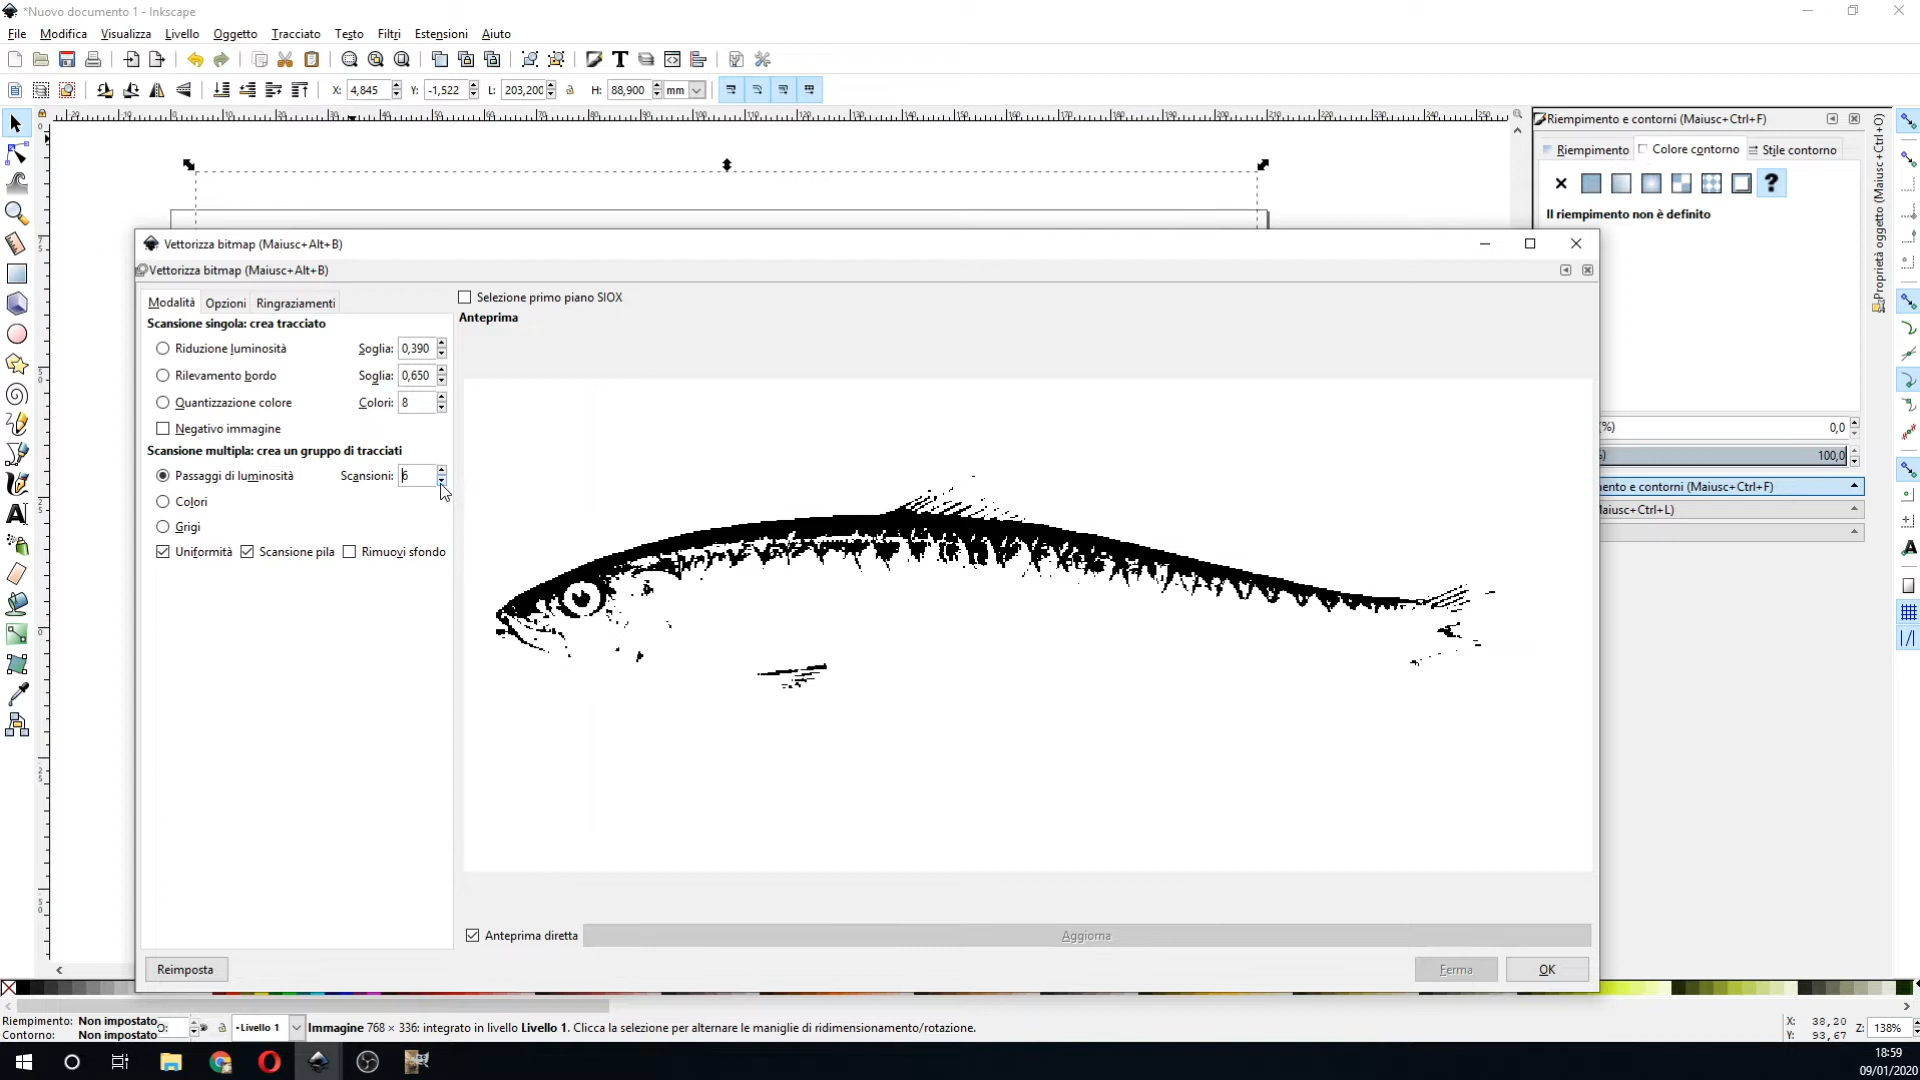 *Nuovo documento 1 - Inkscape
File Modifica Visualizza Livello Oggetto Tracciato Testo Filtri Estensioni Aiuto
X: 4,845 Y: -1,522 L: 203,200 H: 88,900 mm
Riempimento e contorni (Maiusc+Ctrl+F)
Riempimento Colore contorno Stile contorno
Il riempimento non è definito
Proprietà oggetto (Maiusc+Ctrl+O)
Vettorizza bitmap (Maiusc+Alt+B)
Vettorizza bitmap (Maiusc+Alt+B)
Modalità Opzioni Ringraziamenti
Selezione primo piano SIOX
Anteprima
Scansione singola: crea tracciato
Riduzione luminosità Soglia: 0,390
Rilevamento bordo Soglia: 0,650
Quantizzazione colore Colori: 8
Negativo immagine
Scansione multipla: crea un gruppo di tracciati
Passaggi di luminosità Scansioni: 6
Colori
Grigi
Uniformità Scansione pila Rimuovi sfondo
(%) 0,0
100,0
ento e contorni (Maiusc+Ctrl+F)
Maiusc+Ctrl+L)
Anteprima diretta Aggiorna
Reimposta Ferma OK
Riempimento: Non impostato
Contorno: Non impostato
O:
•Livello 1
Immagine 768 × 336: integrato in livello Livello 1. Clicca la selezione per alternare le maniglie di ridimensionamento/rotazione.
X: 38,20
Y: 93,67
Z: 138%
18:59
09/01/2020